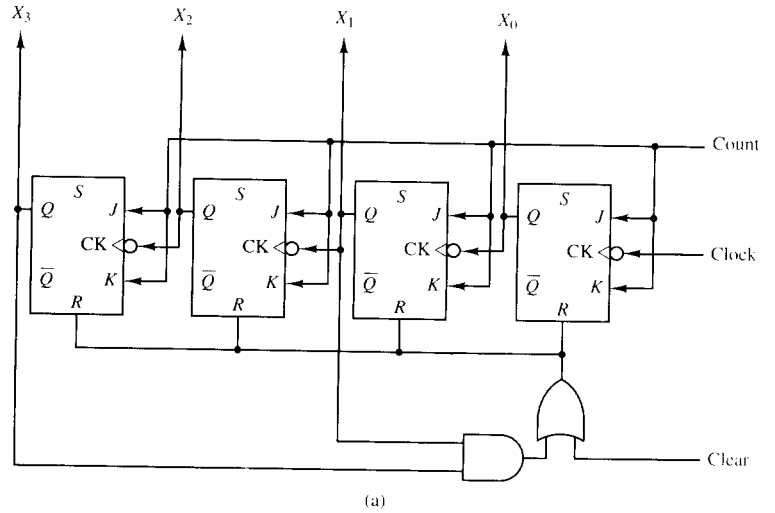 X3 X2 X1 X0
Count
S S S S
Q J Q J Q J Q J
CK CK CK CK Clock
Q̅ K Q̅ K Q̅ K Q̅ K
R R R R
Clear
(a)